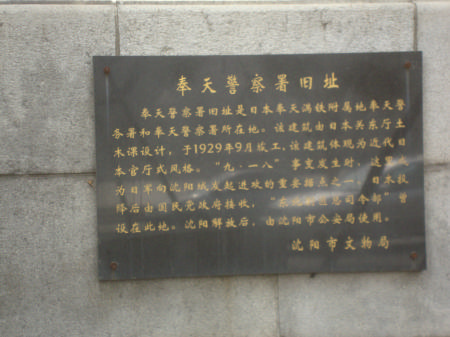 奉天警察署旧址
奉天警察署旧址是日本奉天满铁附属地奉天警
务署和奉天警察署所在地。该建筑由日本关东厅土
木课设计,于1929年9月竣工,该建筑体现为近代日
本官厅式风格。“九·一八”事变发生时,这里
为日军向沈阳城发起进攻的重要据点之一。日本投
降后由国民党政府接收,“东北 司令部”曾
设在此地。沈阳解放后,由沈阳市公安局使用。
沈阳市文物局